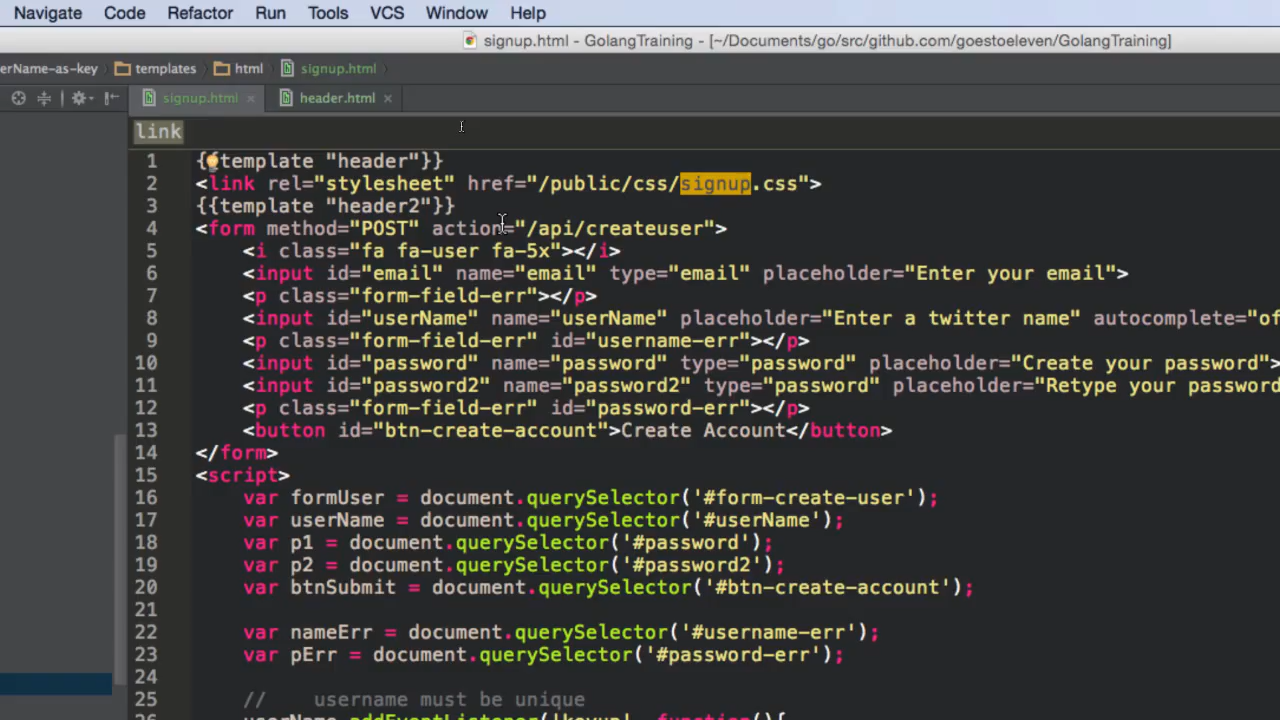 Navigate Code Refactor Run Tools VCS Window Help
signup.html - GolangTraining - [~/Documents/go/src/github.com/goestoeleven/GolangTraining]
erName-as-key templates html signup.html
signup.html header.html
link
1 {{template "header"}}
2 <link rel="stylesheet" href="/public/css/signup.css">
3 {{template "header2"}}
4 <form method="POST" action="/api/createuser">
5 <i class="fa fa-user fa-5x"></i>
6 <input id="email" name="email" type="email" placeholder="Enter your email">
7 <p class="form-field-err"></p>
8 <input id="userName" name="userName" placeholder="Enter a twitter name" autocomplete="of
9 <p class="form-field-err" id="username-err"></p>
10 <input id="password" name="password" type="password" placeholder="Create your password">
11 <input id="password2" name="password2" type="password" placeholder="Retype your password
12 <p class="form-field-err" id="password-err"></p>
13 <button id="btn-create-account">Create Account</button>
14 </form>
15 <script>
16 var formUser = document.querySelector('#form-create-user');
17 var userName = document.querySelector('#userName');
18 var p1 = document.querySelector('#password');
19 var p2 = document.querySelector('#password2');
20 var btnSubmit = document.querySelector('#btn-create-account');
21
22 var nameErr = document.querySelector('#username-err');
23 var pErr = document.querySelector('#password-err');
24
25 // username must be unique
26 userName.addEventListener('keyup', function(){